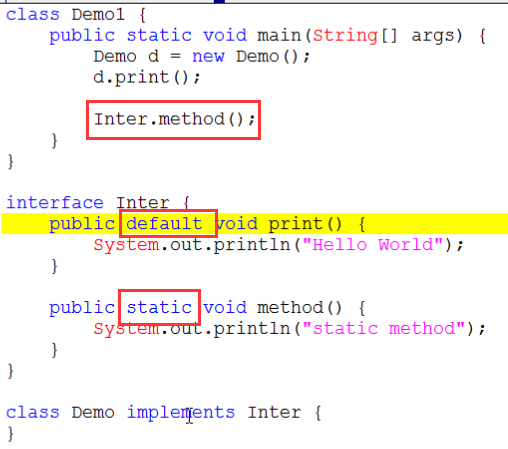 class Demo1 {
    public static void main(String[] args) {
        Demo d = new Demo();
        d.print();

        Inter.method();
    }
}

interface Inter {
    public default void print() {
        System.out.println("Hello World");
    }

    public static void method() {
        System.out.println("static method");
    }
}

class Demo implements Inter {
}